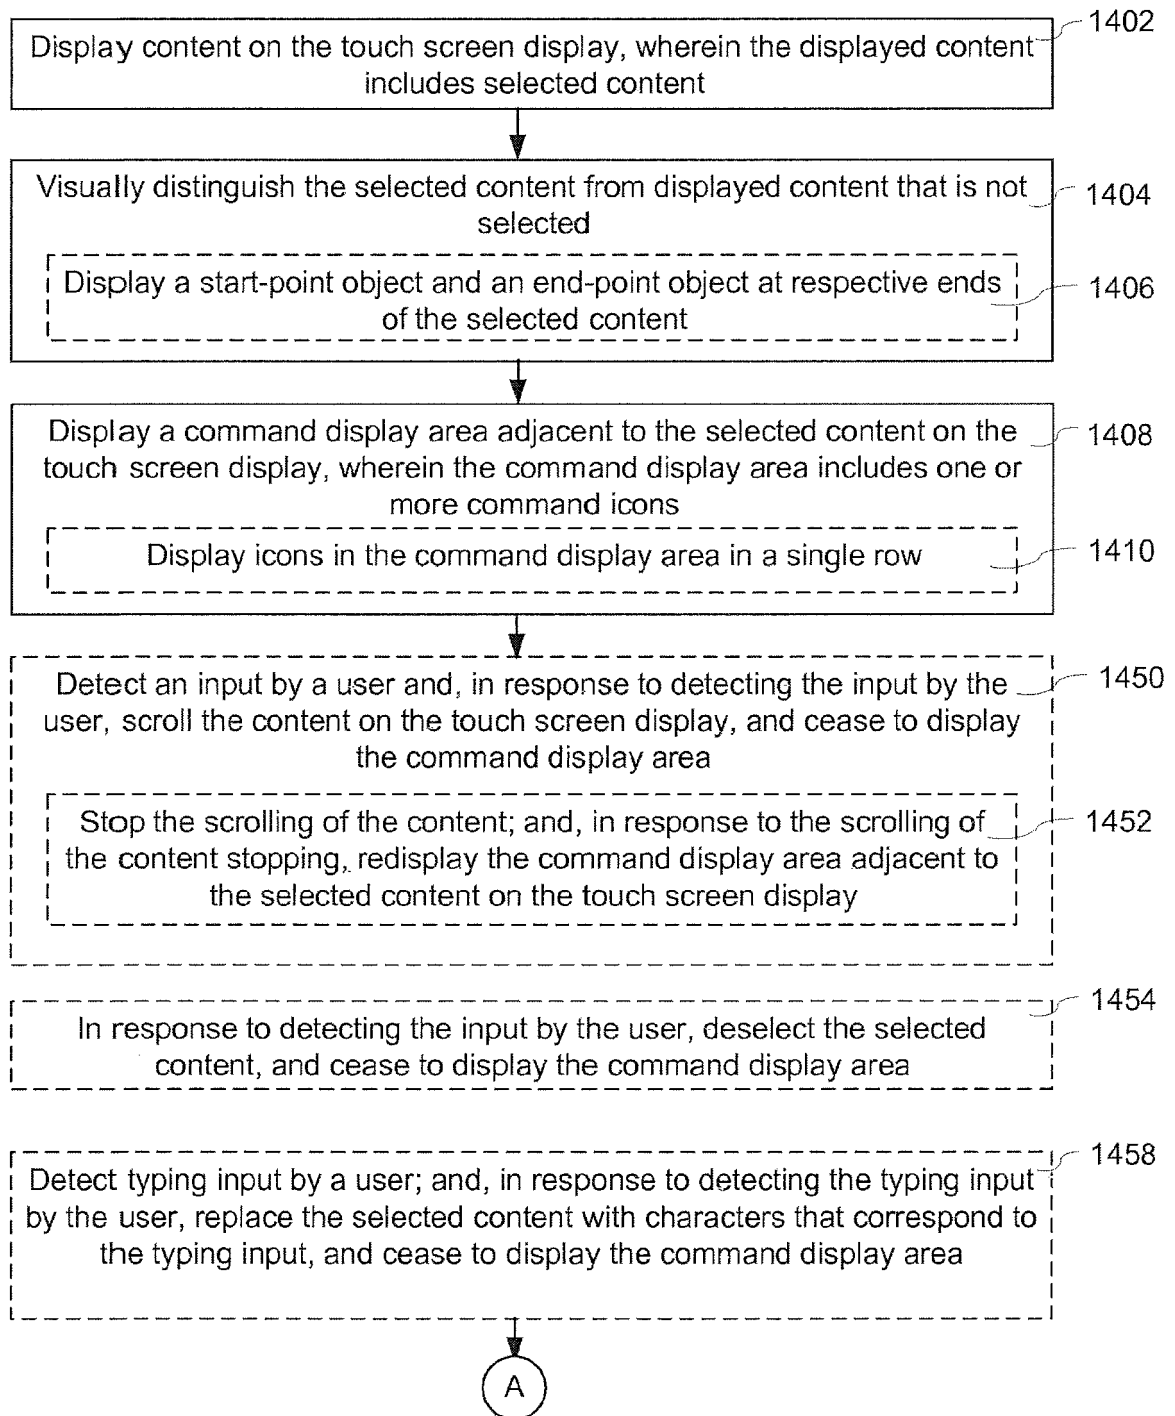 Display content on the touch screen display, wherein the displayed content
includes selected content
1402
Visually distinguish the selected content from displayed content that is not
selected
1404
Display a start-point object and an end-point object at respective ends
of the selected content
1406
Display a command display area adjacent to the selected content on the
touch screen display, wherein the command display area includes one or
more command icons
1408
Display icons in the command display area in a single row
1410
Detect an input by a user and, in response to detecting the input by the
user, scroll the content on the touch screen display, and cease to display
the command display area
1450
Stop the scrolling of the content; and, in response to the scrolling of
the content stopping, redisplay the command display area adjacent to
the selected content on the touch screen display
1452
In response to detecting the input by the user, deselect the selected
content, and cease to display the command display area
1454
Detect typing input by a user; and, in response to detecting the typing input
by the user, replace the selected content with characters that correspond to
the typing input, and cease to display the command display area
1458
A